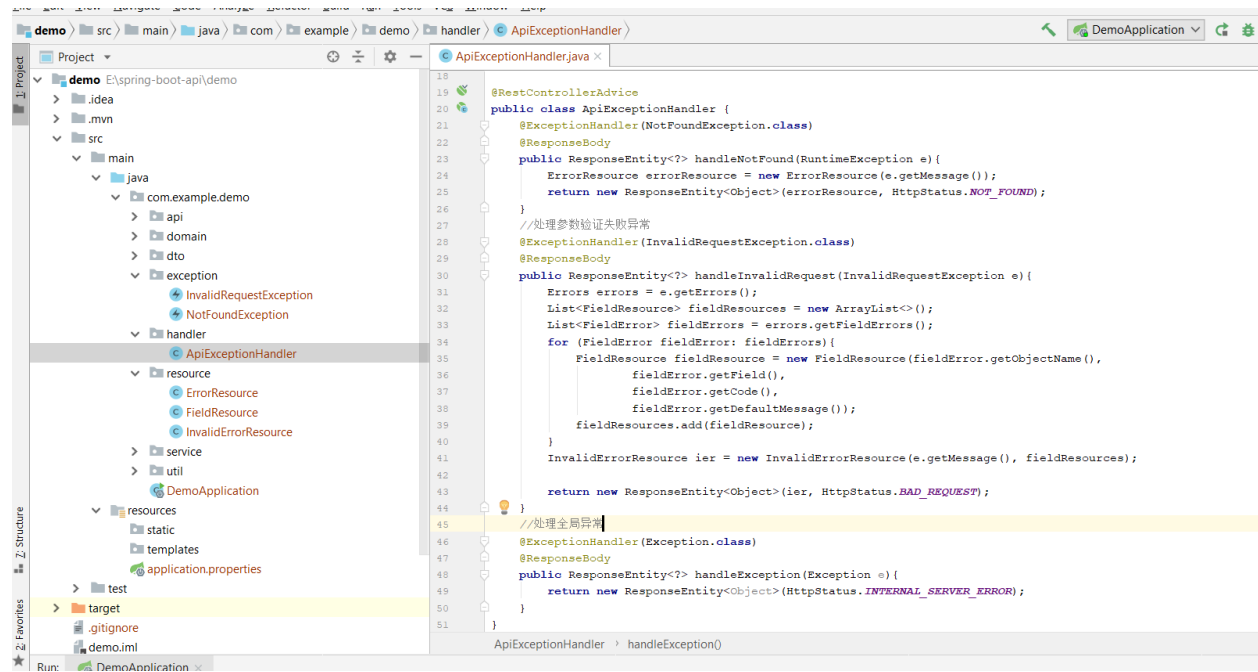 demo src main java com example demo handler ApiExceptionHandler DemoApplication
Project
ApiExceptionHandler.java
1: Project
demo E:\spring-boot-api\demo
.idea
.mvn
src
main
java
com.example.demo
api
domain
dto
exception
InvalidRequestException
NotFoundException
handler
ApiExceptionHandler
resource
ErrorResource
FieldResource
InvalidErrorResource
service
util
DemoApplication
resources
static
templates
application.properties
test
target
.gitignore
demo.iml
Z: Structure
2: Favorites
18
19 @RestControllerAdvice
20 public class ApiExceptionHandler {
21 @ExceptionHandler(NotFoundException.class)
22 @ResponseBody
23 public ResponseEntity<?> handleNotFound(RuntimeException e){
24 ErrorResource errorResource = new ErrorResource(e.getMessage());
25 return new ResponseEntity<Object>(errorResource, HttpStatus.NOT_FOUND);
26 }
27 //处理参数验证失败异常
28 @ExceptionHandler(InvalidRequestException.class)
29 @ResponseBody
30 public ResponseEntity<?> handleInvalidRequest(InvalidRequestException e){
31 Errors errors = e.getErrors();
32 List<FieldResource> fieldResources = new ArrayList<>();
33 List<FieldError> fieldErrors = errors.getFieldErrors();
34 for (FieldError fieldError: fieldErrors){
35 FieldResource fieldResource = new FieldResource(fieldError.getObjectName(),
36 fieldError.getField(),
37 fieldError.getCode(),
38 fieldError.getDefaultMessage());
39 fieldResources.add(fieldResource);
40 }
41 InvalidErrorResource ier = new InvalidErrorResource(e.getMessage(), fieldResources);
42
43 return new ResponseEntity<Object>(ier, HttpStatus.BAD_REQUEST);
44 }
45 //处理全局异常
46 @ExceptionHandler(Exception.class)
47 @ResponseBody
48 public ResponseEntity<?> handleException(Exception e){
49 return new ResponseEntity<Object>(HttpStatus.INTERNAL_SERVER_ERROR);
50 }
51 }
ApiExceptionHandler handleException()
Run: DemoApplication